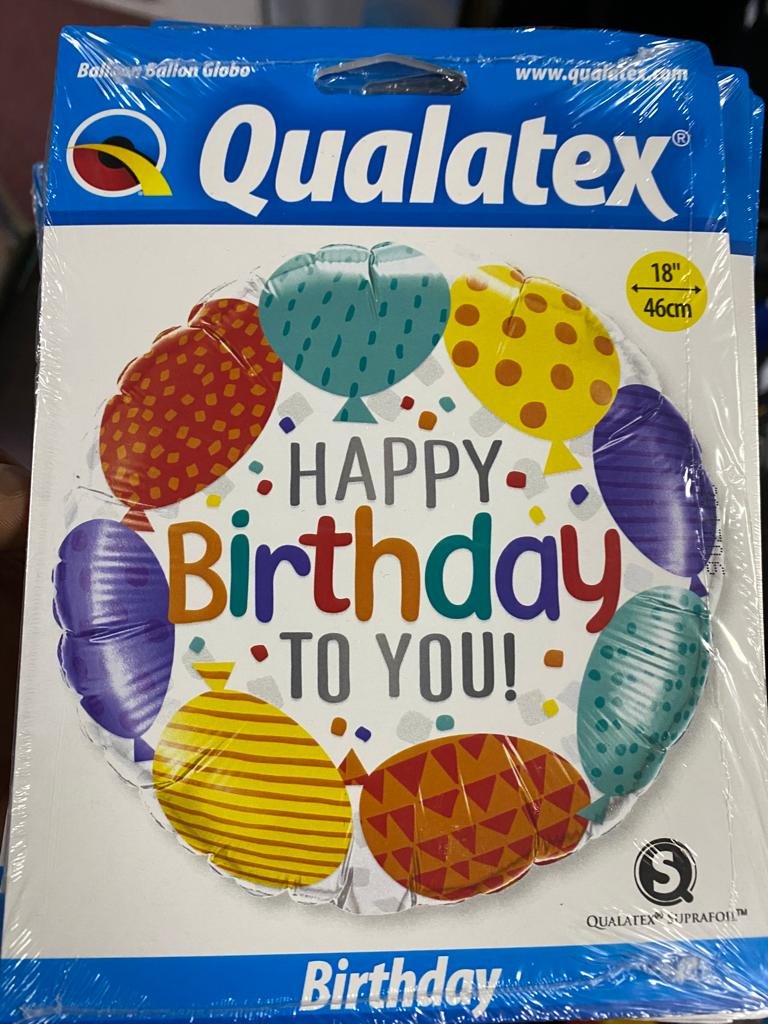 Balloon Ballon Globo
www.qualatex.com
Qualatex®
18"
46cm
HAPPY
Birthday
TO YOU!
S
QUALATEX® SUPRAFOIL™
Birthday